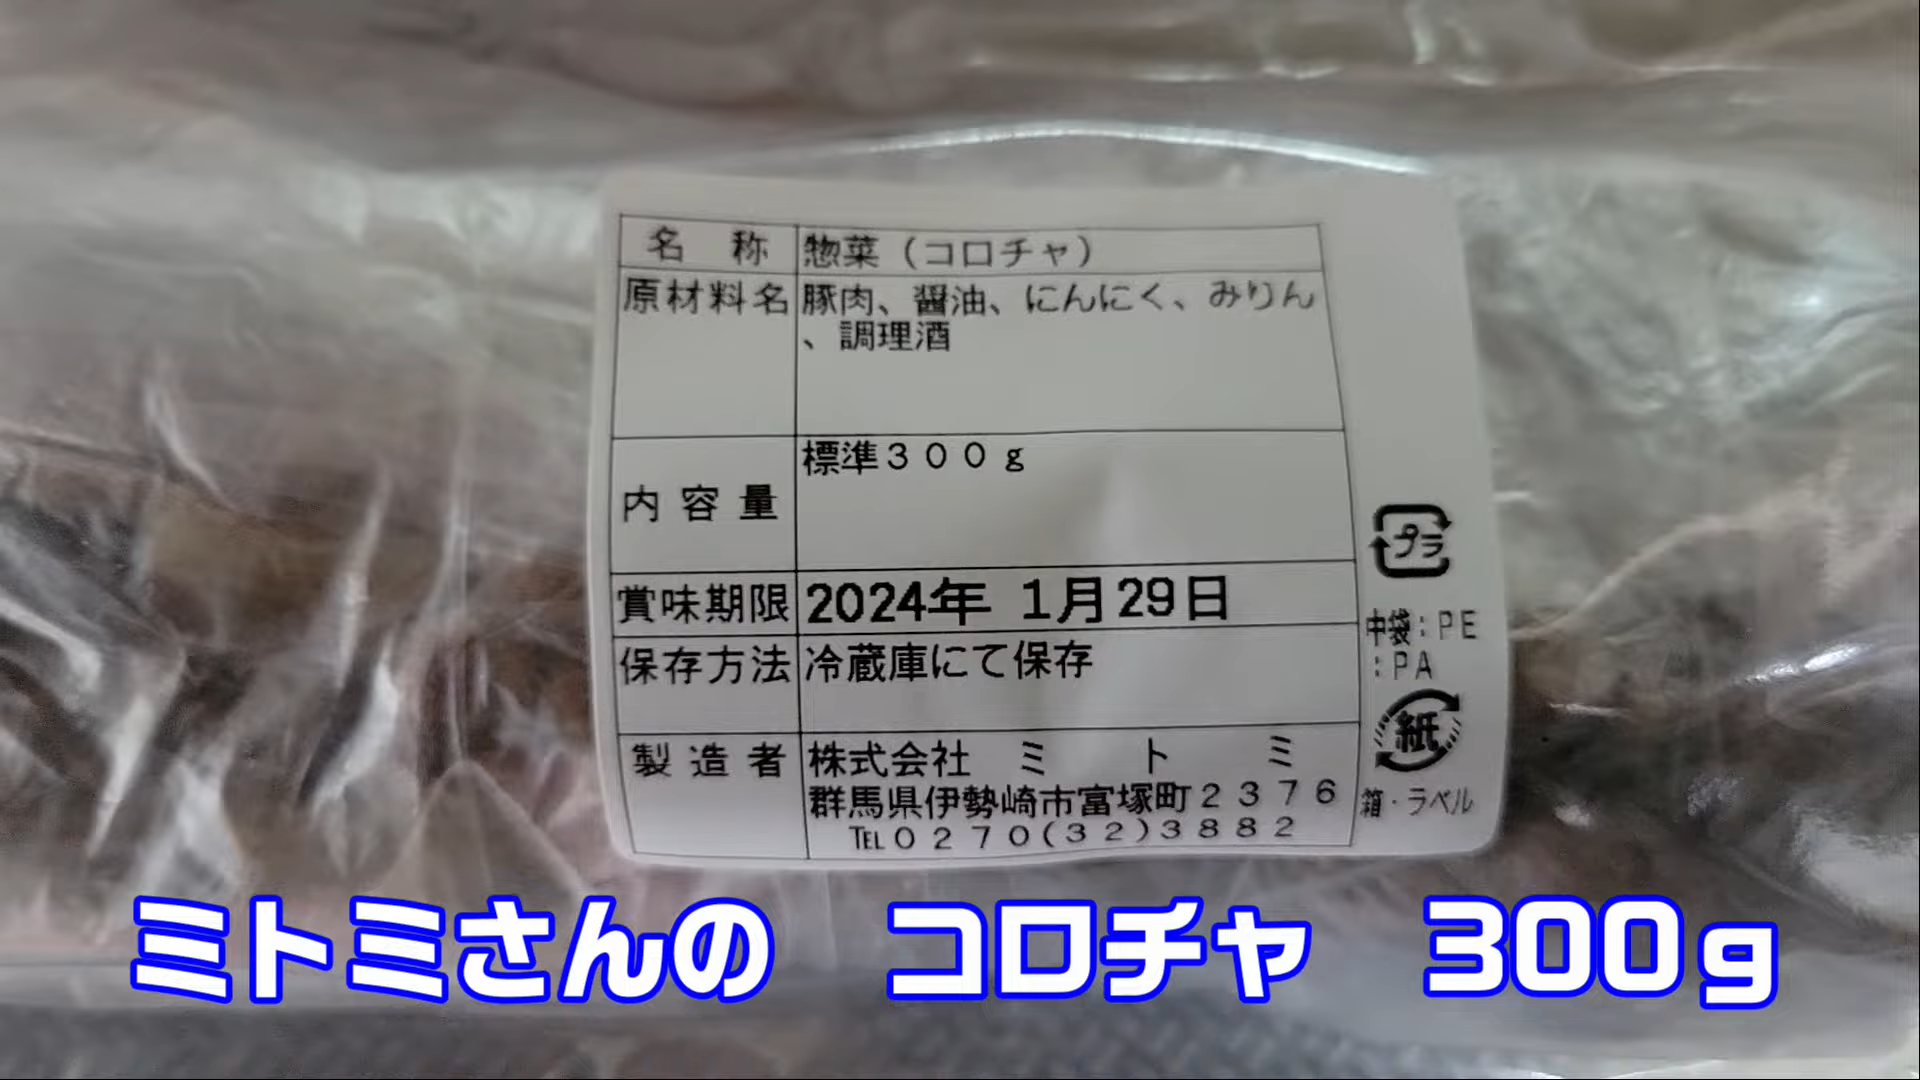 名称 惣菜（コロチャ）
原材料名 豚肉、醤油、にんにく、みりん
、調理酒
内容量 標準３００ｇ
賞味期限 2024年 1月29日
保存方法 冷蔵庫にて保存
製造者 株式会社 ミ ト ミ
群馬県伊勢崎市富塚町２３７６
TEL０２７０(３２)３８８２
プラ
中袋：PE
：PA
紙
箱・ラベル
ミトミさんの コロチャ 300g